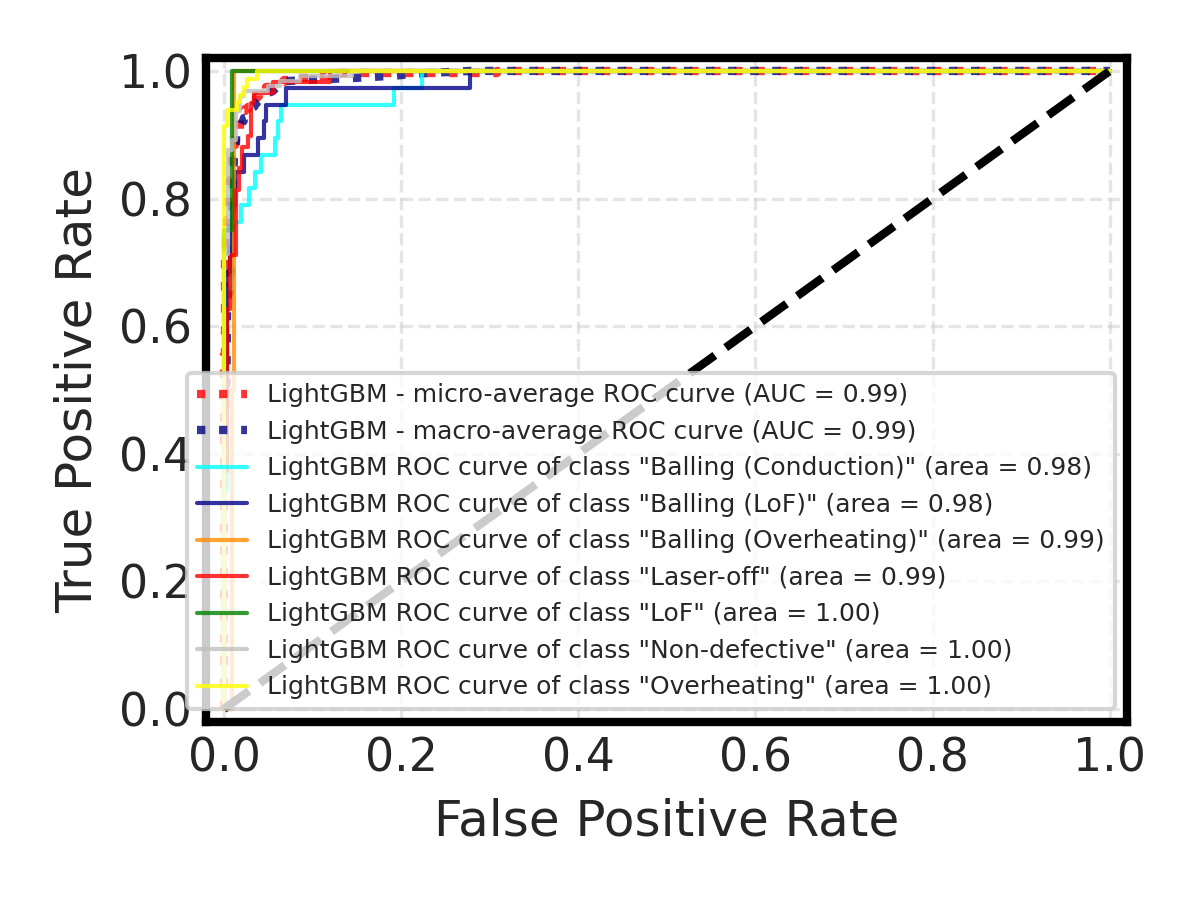 1.0
0.8
0.6
0.4
0.2
0.0
True Positive Rate
LightGBM - micro-average ROC curve (AUC = 0.99)
LightGBM - macro-average ROC curve (AUC = 0.99)
LightGBM ROC curve of class "Balling (Conduction)" (area = 0.98)
LightGBM ROC curve of class "Balling (LoF)" (area = 0.98)
LightGBM ROC curve of class "Balling (Overheating)" (area = 0.99)
LightGBM ROC curve of class "Laser-off" (area = 0.99)
LightGBM ROC curve of class "LoF" (area = 1.00)
LightGBM ROC curve of class "Non-defective" (area = 1.00)
LightGBM ROC curve of class "Overheating" (area = 1.00)
0.0 0.2 0.4 0.6 0.8 1.0
False Positive Rate